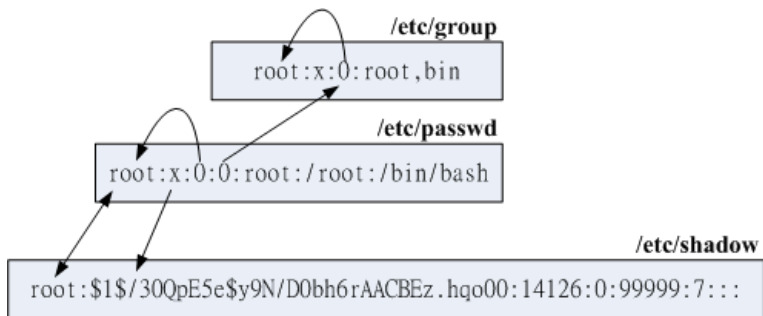 /etc/group
root:x:0:root,bin
/etc/passwd
root:x:0:0:root:/root:/bin/bash
/etc/shadow
root:$1$/30QpE5e$y9N/D0bh6rAACBEz.hqo00:14126:0:99999:7:::